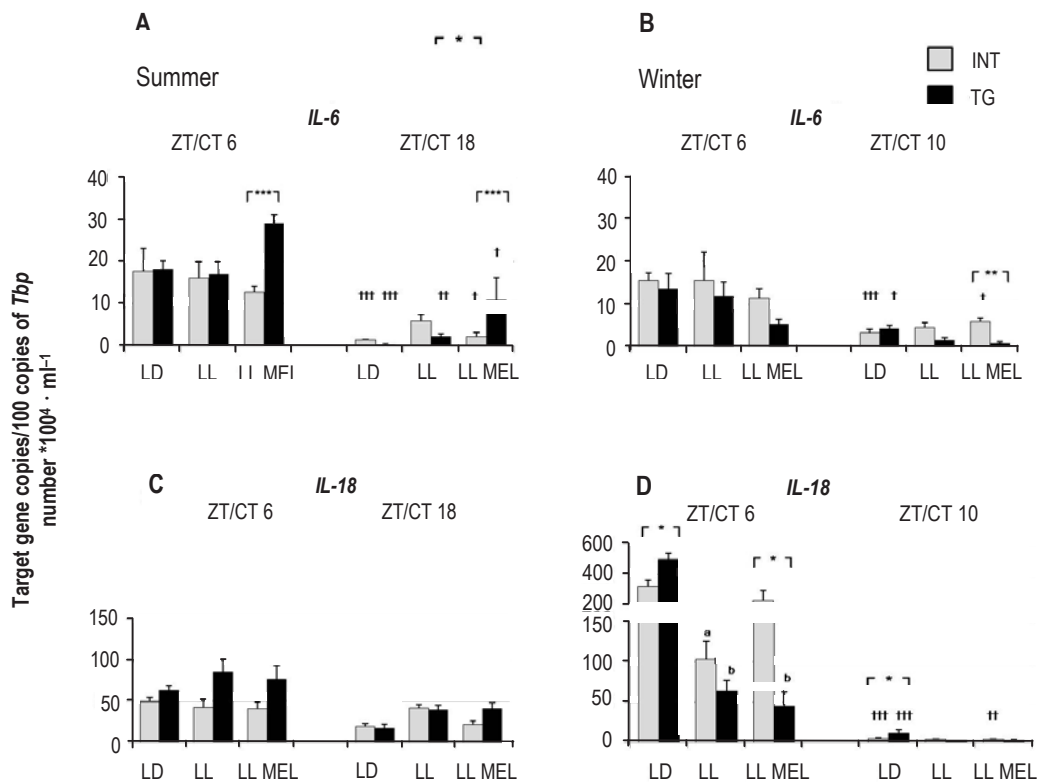 A
*
B
Summer
Winter
INT
TG
IL-6
IL-6
ZT/CT 6
ZT/CT 18
ZT/CT 6
ZT/CT 10
40
30
20
10
0
***
***
†
††† †††
††
†
LD
LL
LL MEL
LD
LL
LL MEL
40
30
20
10
0
**
††† †
†
LD
LL
LL MEL
LD
LL
LL MEL
Target gene copies/100 copies of Tbp
number *100⁴ · ml⁻¹
C
IL-18
ZT/CT 6
ZT/CT 18
150
100
50
0
LD
LL
LL MEL
LD
LL
LL MEL
D
IL-18
ZT/CT 6
ZT/CT 10
600
400
200
150
100
50
0
*
*
a
b
b
*
††† †††
††
LD
LL
LL MEL
LD
LL
LL MEL